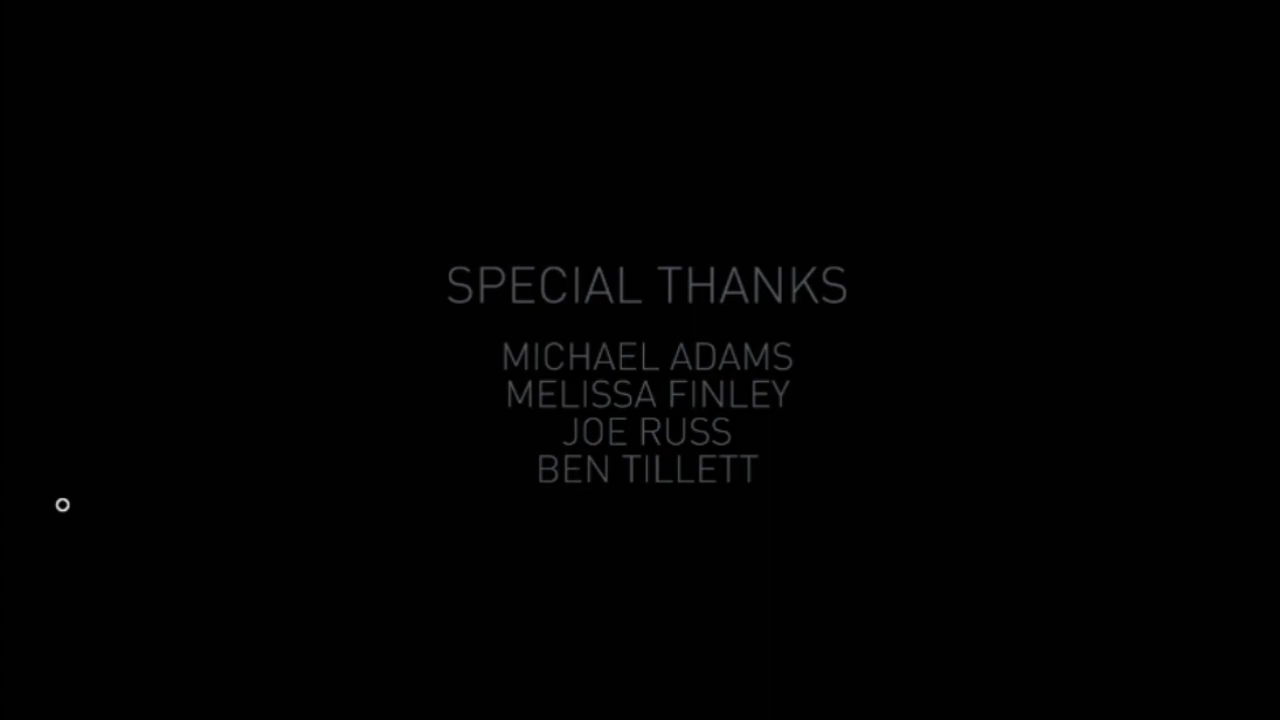 SPECIAL THANKS
MICHAEL ADAMS
MELISSA FINLEY
JOE RUSS
BEN TILLETT